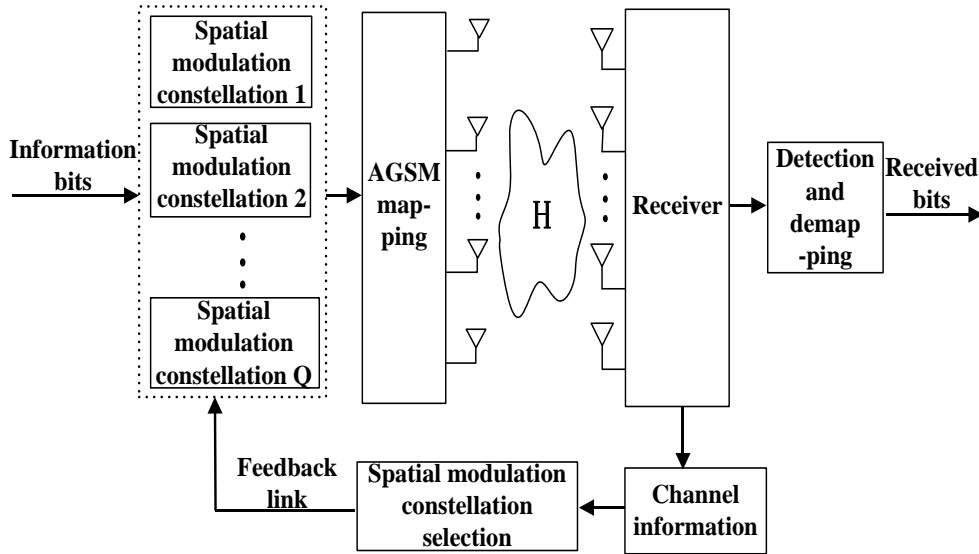 Spatial
modulation
constellation 1
Information
bits
Spatial
modulation
constellation 2
Spatial
modulation
constellation Q
AGSM
map-
ping
H
Receiver
Detection
and
demap
-ping
Received
bits
Feedback
link
Spatial modulation
constellation
selection
Channel
information